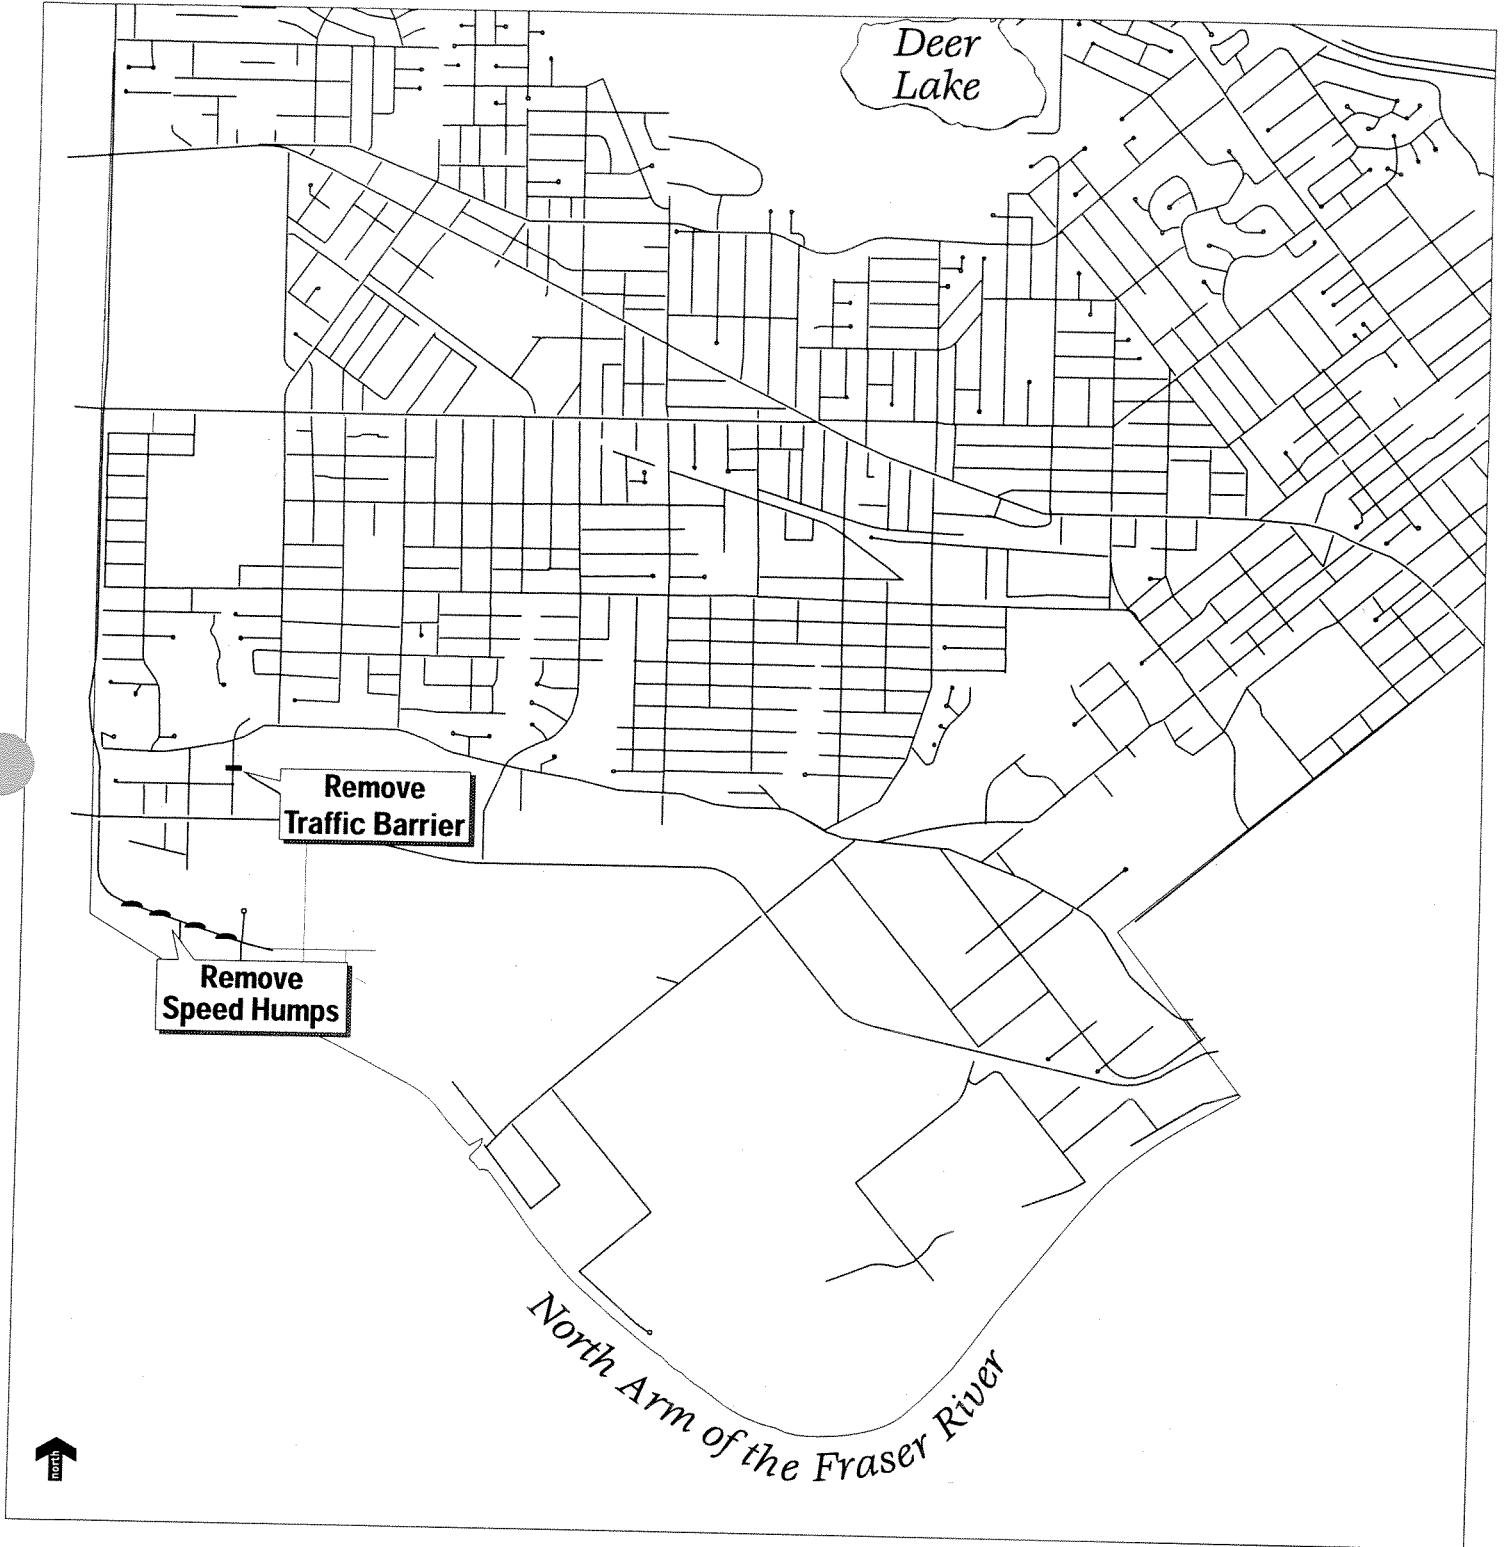 Deer
Lake
Remove
Traffic Barrier
Remove
Speed Humps
North Arm of the Fraser River
north